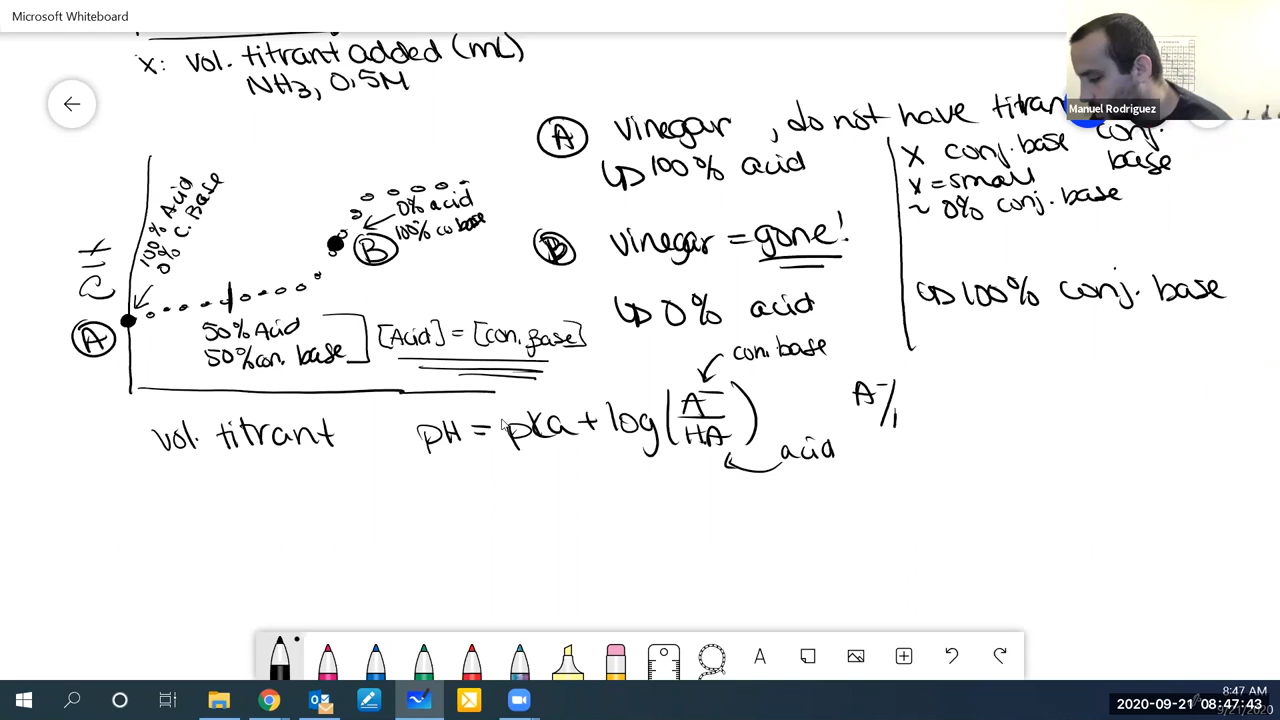 Microsoft Whiteboard
x: vol. titrant added (mL)
NH3, 0.5M
Manuel Rodriguez
A vinegar, do not have titran
↳ 100% acid
X conj. base conj.
base
x = small
~ 0% conj. base
B vinegar = gone!
↳ 0% acid
↳ 100% conj. base
100% Acid
0% C. Base
0% acid
100% co base
B
A
50% Acid
50% con. base
[Acid] = [con. Base]
con. base
vol. titrant
pH = pKa + log(A⁻/HA)
acid
A⁻/
8:47 AM
2020-09-21 08:47:43